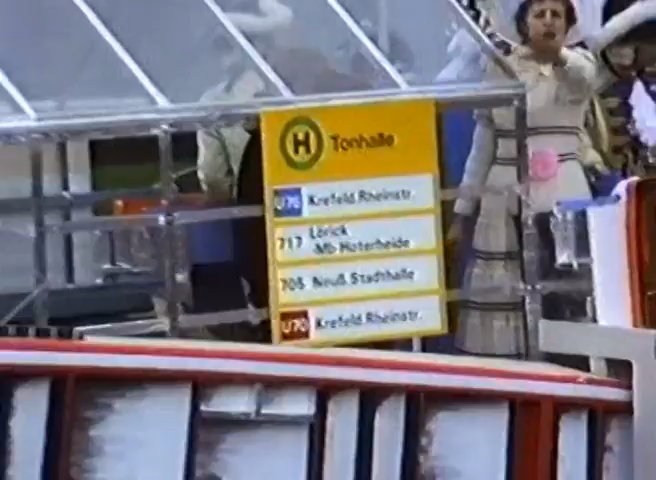 H Tonhalle
U76 Krefeld Rheinstr.
717 Lörick
-Mb-Hoterheide
705 Neuß Stadthalle
U70 Krefeld Rheinstr.